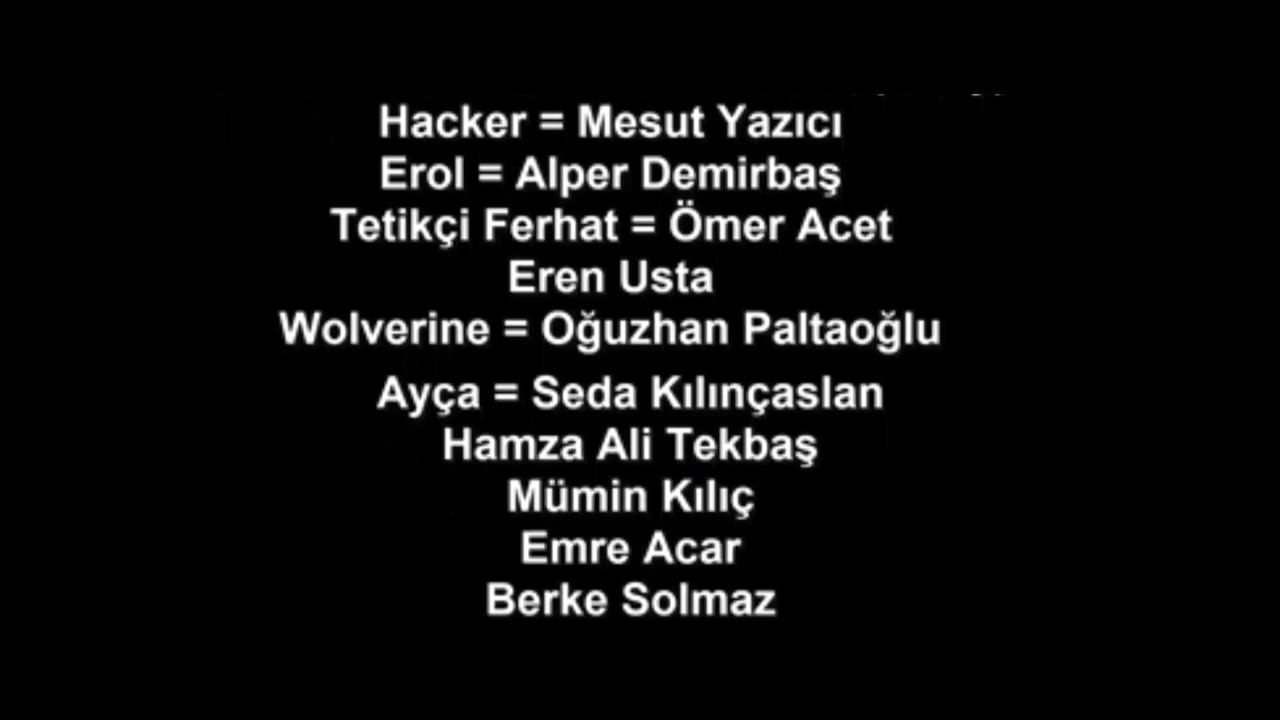 Hacker = Mesut Yazıcı
Erol = Alper Demirbaş
Tetikçi Ferhat = Ömer Acet
Eren Usta
Wolverine = Oğuzhan Paltaoğlu
Ayça = Seda Kılınçaslan
Hamza Ali Tekbaş
Mümin Kılıç
Emre Acar
Berke Solmaz